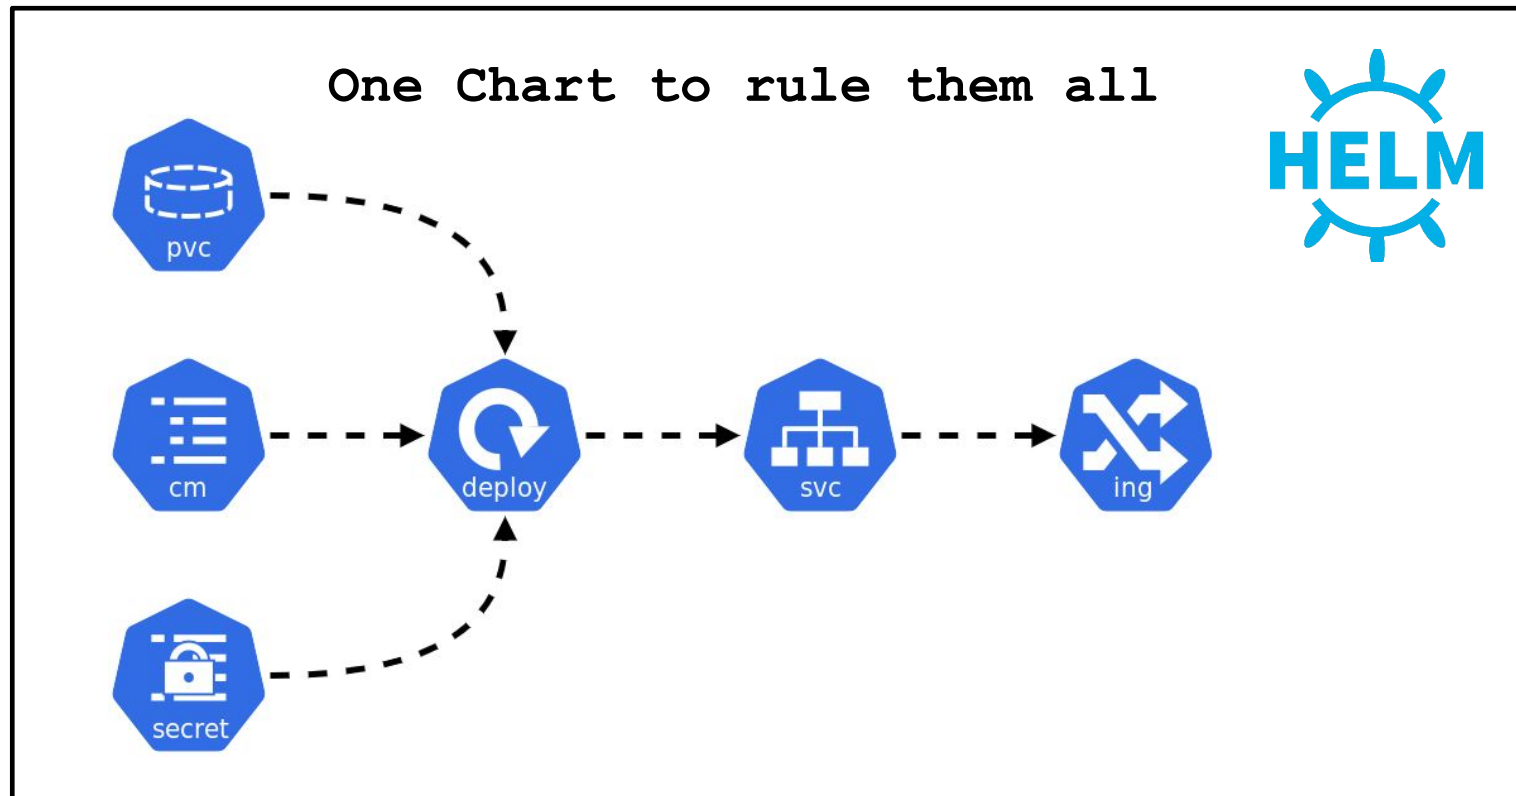 One Chart to rule them all
HELM
pvc
cm
deploy
svc
ing
secret